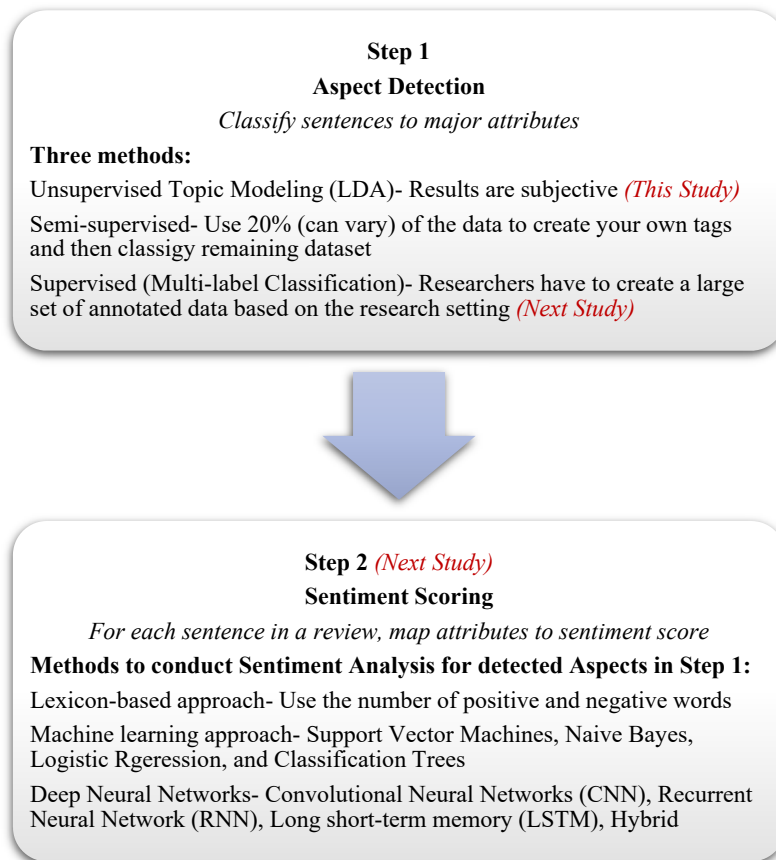 Step 1
Aspect Detection
Classify sentences to major attributes
Three methods:
Unsupervised Topic Modeling (LDA)- Results are subjective (This Study)
Semi-supervised- Use 20% (can vary) of the data to create your own tags
and then classigy remaining dataset
Supervised (Multi-label Classification)- Researchers have to create a large
set of annotated data based on the research setting (Next Study)
Step 2 (Next Study)
Sentiment Scoring
For each sentence in a review, map attributes to sentiment score
Methods to conduct Sentiment Analysis for detected Aspects in Step 1:
Lexicon-based approach- Use the number of positive and negative words
Machine learning approach- Support Vector Machines, Naive Bayes,
Logistic Rgeression, and Classification Trees
Deep Neural Networks- Convolutional Neural Networks (CNN), Recurrent
Neural Network (RNN), Long short-term memory (LSTM), Hybrid